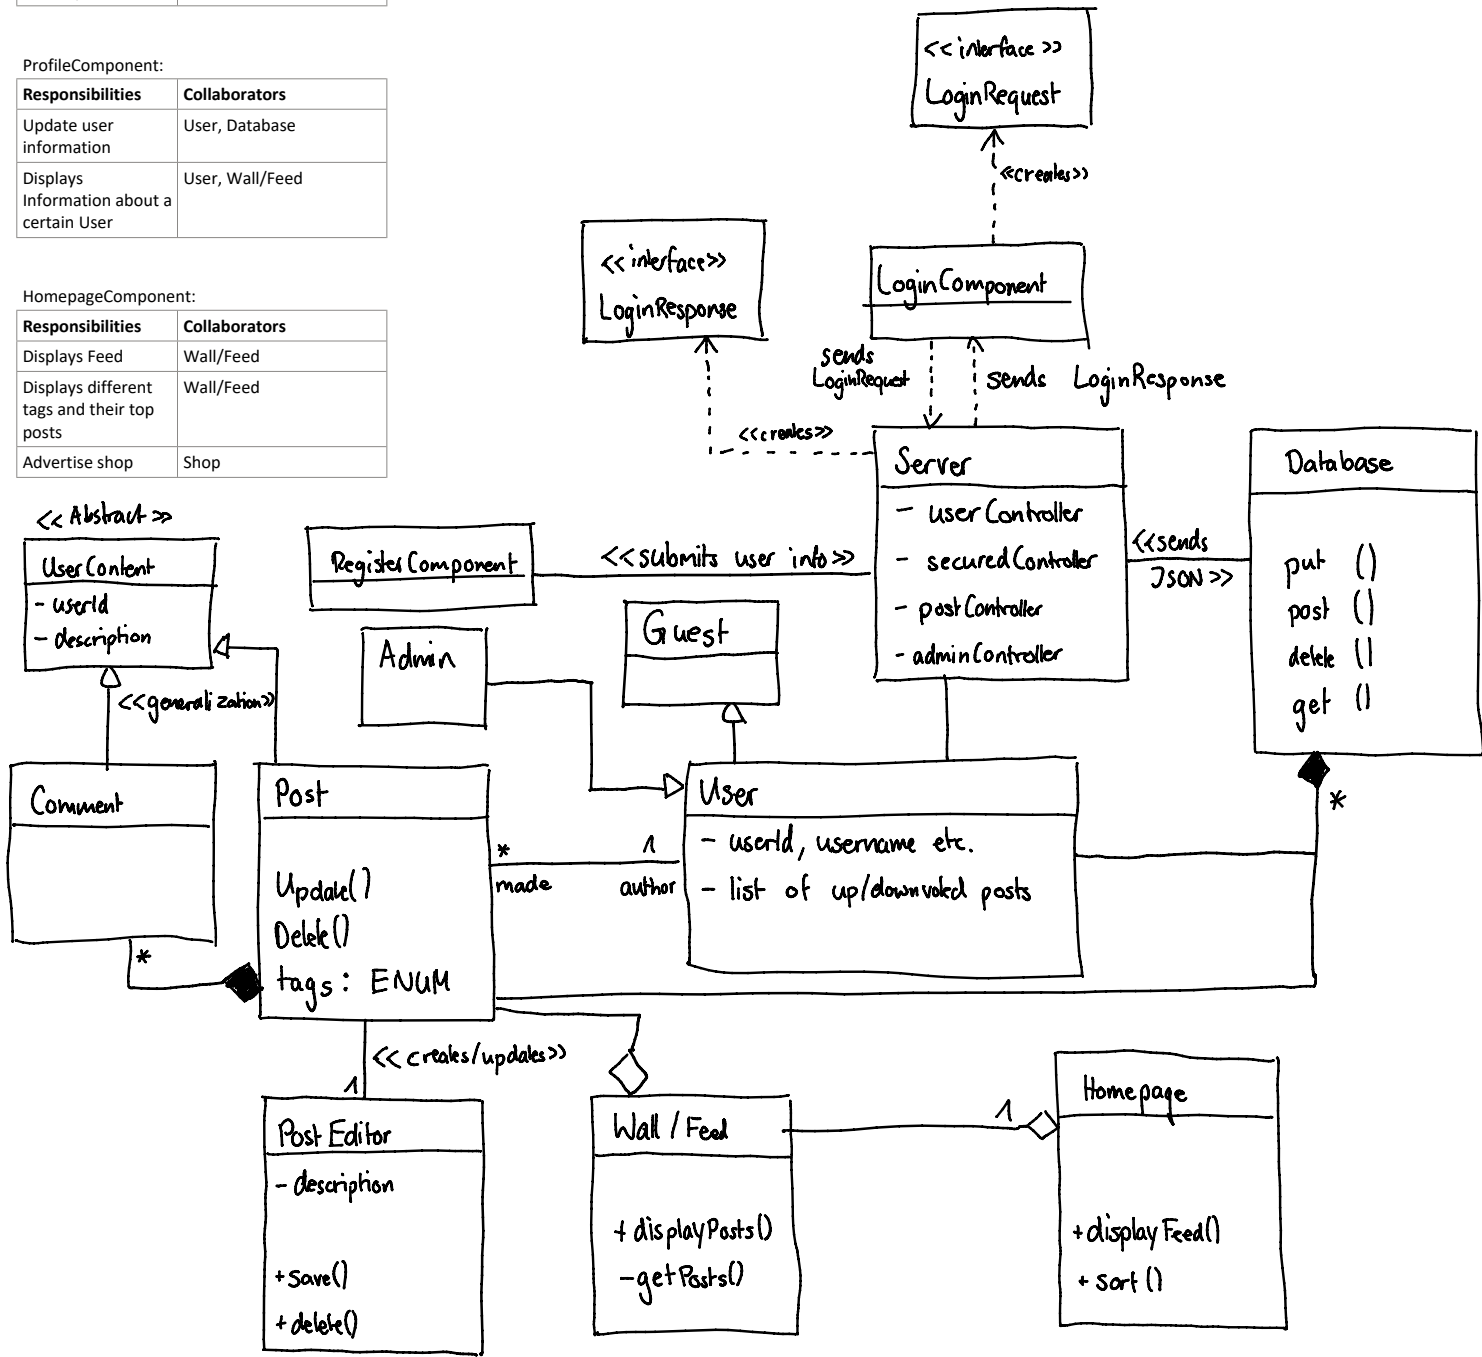 ProfileComponent:
Responsibilities Collaborators
Update user User, Database
information
Displays User, Wall/Feed
Information about a
certain User
HomepageComponent:
Responsibilities Collaborators
Displays Feed Wall/Feed
Displays different Wall/Feed
tags and their top
posts
Advertise shop Shop
<<interface>>
LoginRequest
<<creates>>
<<interface>>
LoginResponse
LoginComponent
sends
LoginRequest
sends LoginResponse
<<creates>>
Server
- userController
- securedController
- postController
- adminController
<<sends
JSON>>
Database
put ()
post ()
delete ()
get ()
*
<<Abstract>>
UserContent
- userId
- description
<<generalization>>
RegisterComponent
<<submits user info>>
Admin
Guest
Comment
*
Post
Update()
Delete()
tags: ENUM
* 1
made author
User
- userId, username etc.
- list of up/downvoted posts
<<creates/updates>>
1
Post Editor
- description
+ save()
+ delete()
Wall / Feed
+ displayPosts()
- getPosts()
1
Homepage
+ displayFeed()
+ sort ()